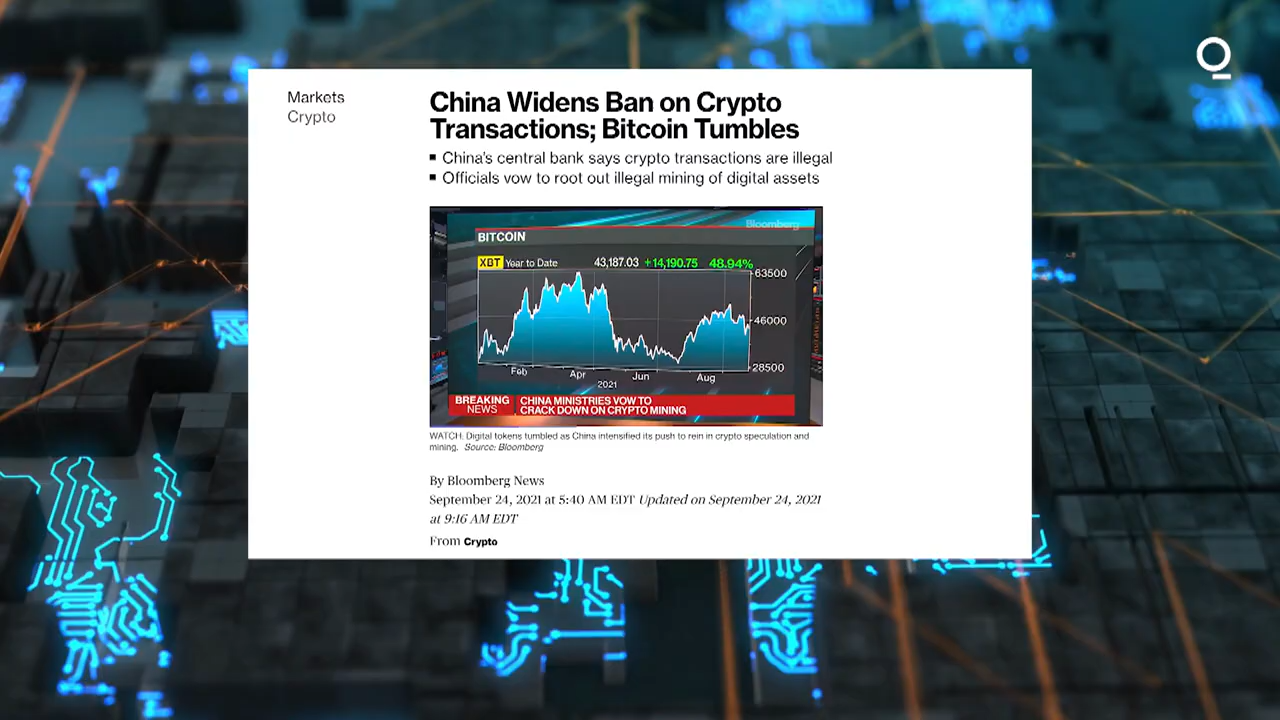 Markets
Crypto
China Widens Ban on Crypto
Transactions; Bitcoin Tumbles
China's central bank says crypto transactions are illegal
Officials vow to root out illegal mining of digital assets
Bloomberg
BITCOIN
XBT Year to Date 43,187.03 +14,190.75 48.94%
63500
46000
28500
Feb Apr Jun Aug
2021
BREAKING NEWS
CHINA MINISTRIES VOW TO
CRACK DOWN ON CRYPTO MINING
WATCH: Digital tokens tumbled as China intensified its push to rein in crypto speculation and
mining. Source: Bloomberg
By Bloomberg News
September 24, 2021 at 5:40 AM EDT Updated on September 24, 2021
at 9:16 AM EDT
From Crypto